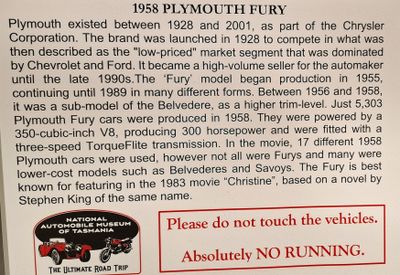 1958 PLYMOUTH FURY
Plymouth existed between 1928 and 2001, as part of the Chrysler
Corporation. The brand was launched in 1928 to compete in what was
then described as the "low-priced" market segment that was dominated
by Chevrolet and Ford. It became a high-volume seller for the automaker
until the late 1990s.The ‘Fury’ model began production in 1955,
continuing until 1989 in many different forms. Between 1956 and 1958,
it was a sub-model of the Belvedere, as a higher trim-level. Just 5,303
Plymouth Fury cars were produced in 1958. They were powered by a
350-cubic-inch V8, producing 300 horsepower and were fitted with a
three-speed TorqueFlite transmission. In the movie, 17 different 1958
Plymouth cars were used, however not all were Furys and many were
lower-cost models such as Belvederes and Savoys. The Fury is best
known for featuring in the 1983 movie “Christine”, based on a novel by
Stephen King of the same name.
NATIONAL
AUTOMOBILE MUSEUM
OF TASMANIA
THE ULTIMATE ROAD TRIP
Please do not touch the vehicles.
Absolutely NO RUNNING.